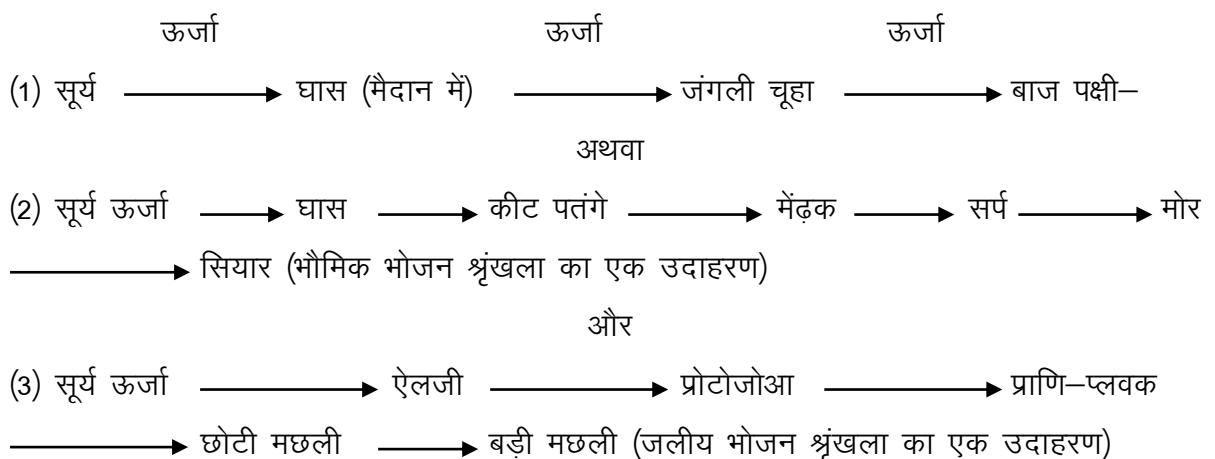 ऊर्जा ऊर्जा ऊर्जा
(1) सूर्य ⟶ घास (मैदान में) ⟶ जंगली चूहा ⟶ बाज पक्षी–
अथवा
(2) सूर्य ऊर्जा ⟶ घास ⟶ कीट पतंगे ⟶ मेंढ़क ⟶ सर्प ⟶ मोर
⟶ सियार (भौमिक भोजन श्रृंखला का एक उदाहरण)
और
(3) सूर्य ऊर्जा ⟶ ऐलजी ⟶ प्रोटोजोआ ⟶ प्राणि–प्लवक
⟶ छोटी मछली ⟶ बड़ी मछली (जलीय भोजन श्रृंखला का एक उदाहरण)